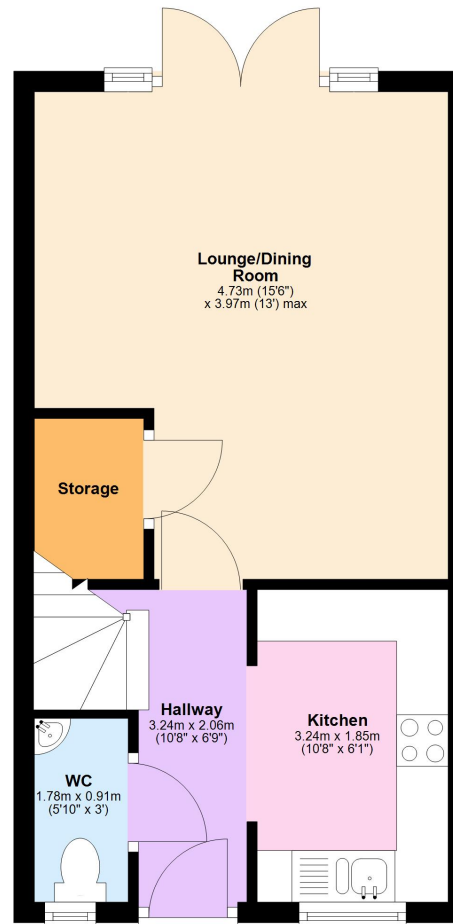 Lounge/Dining
Room
4.73m (15'6")
x 3.97m (13') max
Storage
Hallway
3.24m x 2.06m
(10'8" x 6'9")
Kitchen
3.24m x 1.85m
(10'8" x 6'1")
WC
1.78m x 0.91m
(5'10" x 3')